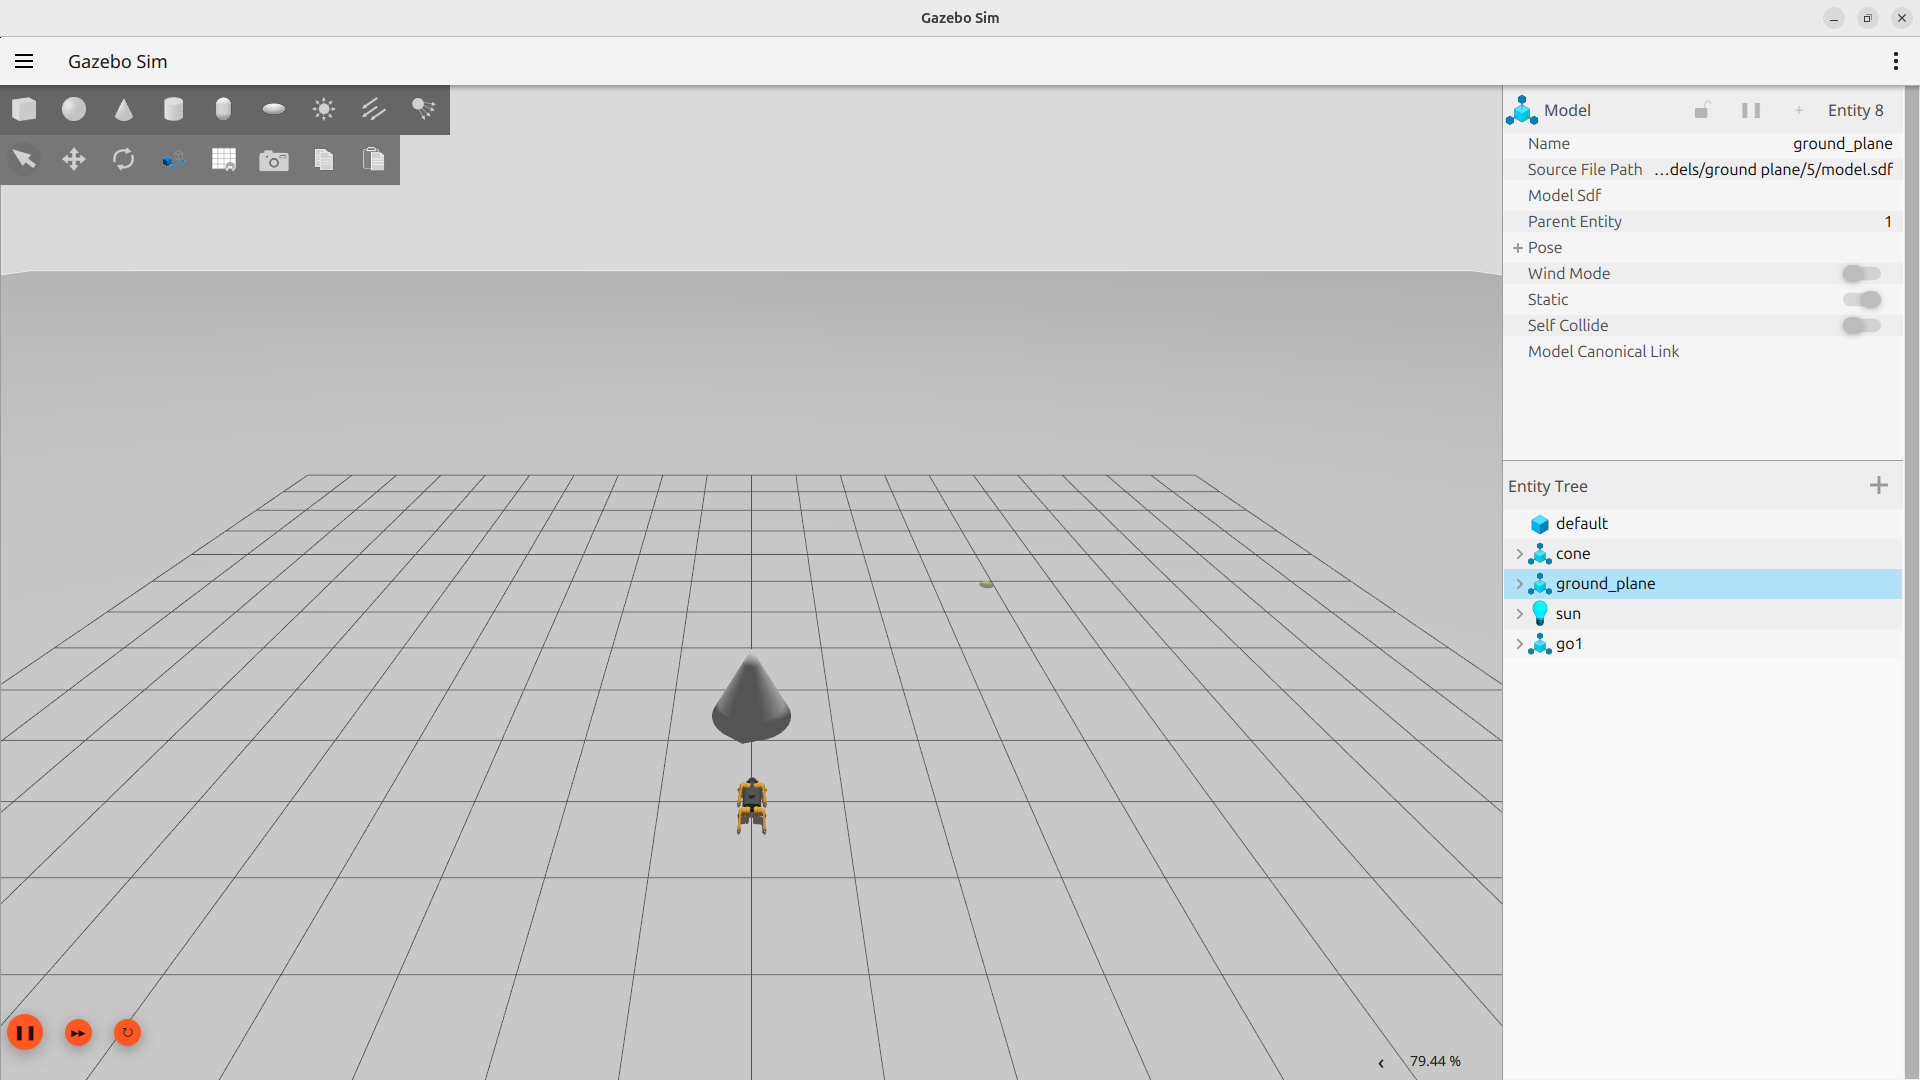 Gazebo Sim
Gazebo Sim
Model
Entity 8
Name
ground_plane
Source File Path
…dels/ground plane/5/model.sdf
Model Sdf
Parent Entity
1
Pose
Wind Mode
Static
Self Collide
Model Canonical Link
Entity Tree
default
cone
ground_plane
sun
go1
79.44 %